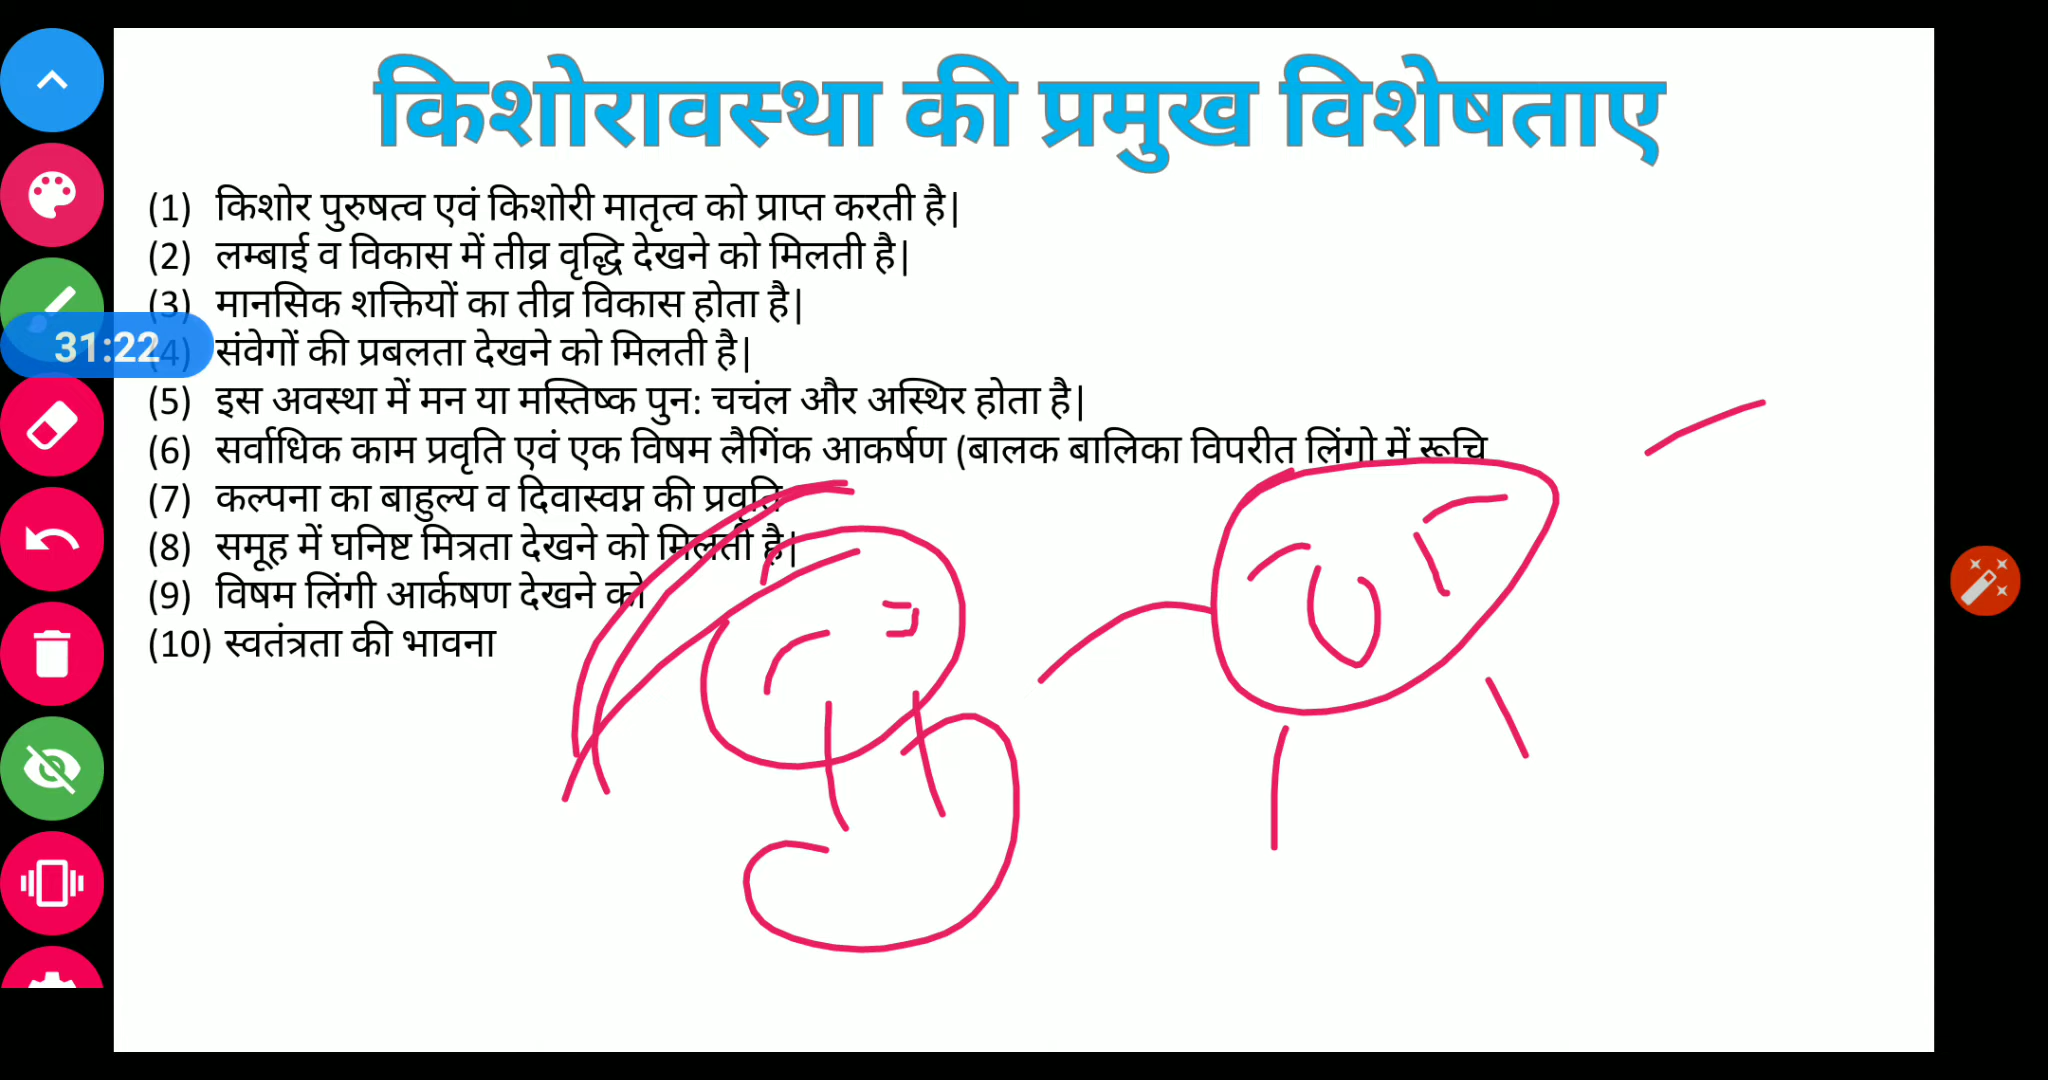 किशोरावस्था की प्रमुख विशेषताए
(1) किशोर पुरुषत्व एवं किशोरी मातृत्व को प्राप्त करती है|
(2) लम्बाई व विकास में तीव्र वृद्धि देखने को मिलती है|
(3) मानसिक शक्तियों का तीव्र विकास होता है|
31:22
(4) संवेगों की प्रबलता देखने को मिलती है|
(5) इस अवस्था में मन या मस्तिष्क पुनः चचंल और अस्थिर होता है|
(6) सर्वाधिक काम प्रवृति एवं एक विषम लैगिंक आकर्षण (बालक बालिका विपरीत लिंगो में रूचि
(7) कल्पना का बाहुल्य व दिवास्वप्न की प्रवृति
(8) समूह में घनिष्ट मित्रता देखने को मिलती है|
(9) विषम लिंगी आर्कषण देखने को
(10) स्वतंत्रता की भावना